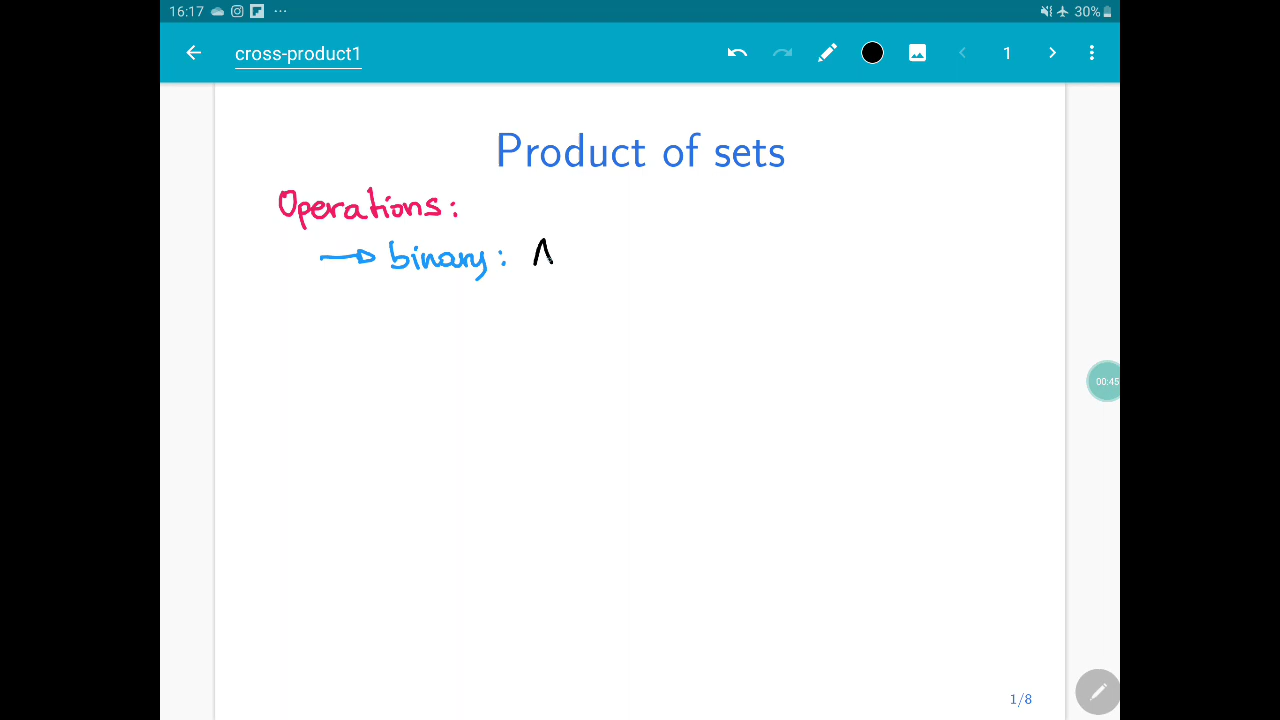 16:17 ... 30%
cross-product1 1
Product of sets
Operations:
binary:
00:45
1/8